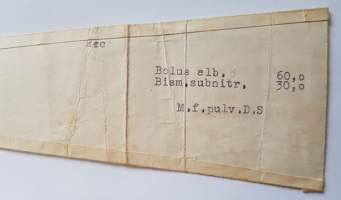 Rec
Bolus alb. 60,0
Bism.subnitr. 30,0
M.f.pulv.D.S